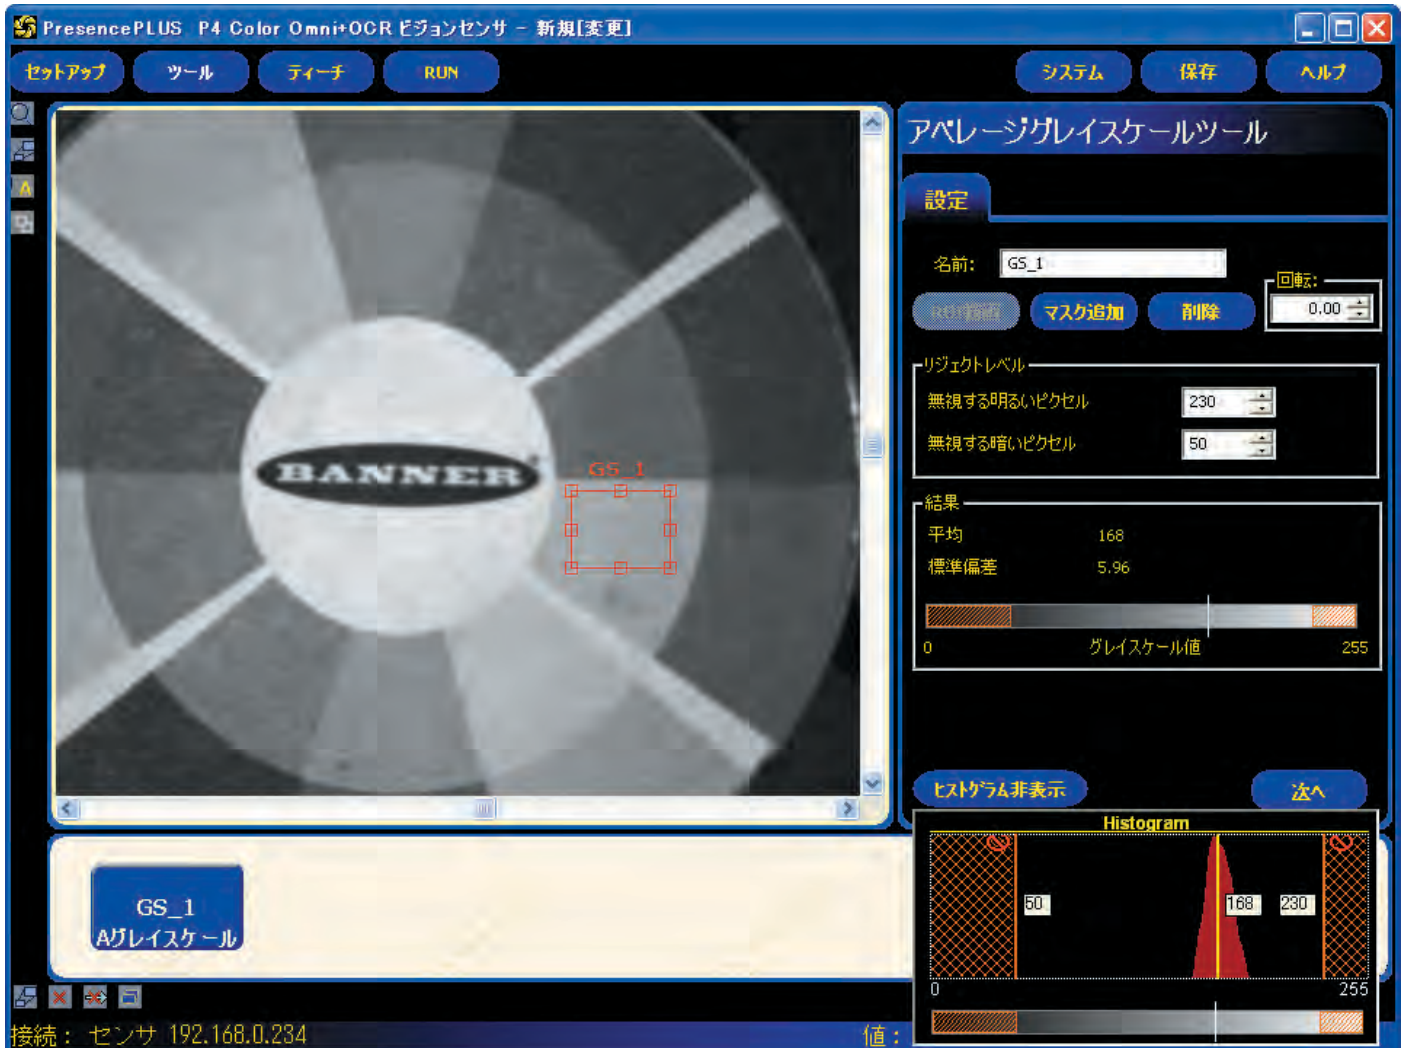 PresencePLUS P4 Color Omni+OCR ビジョンセンサ - 新規[変更]
セットアップ ツール ティーチ RUN システム 保存 ヘルプ
アベレージグレイスケールツール
設定
名前: GS_1
回転:
マスク追加 削除 0.00
リジェクトレベル
無視する明るいピクセル 230
無視する暗いピクセル 50
BANNER
GS_1
結果
平均 168
標準偏差 5.96
0 グレイスケール値 255
ヒストグラム非表示 次へ
Histogram
50 168 230
0 255
GS_1
Aグレイスケール
接続: センサ 192.168.0.234 値: